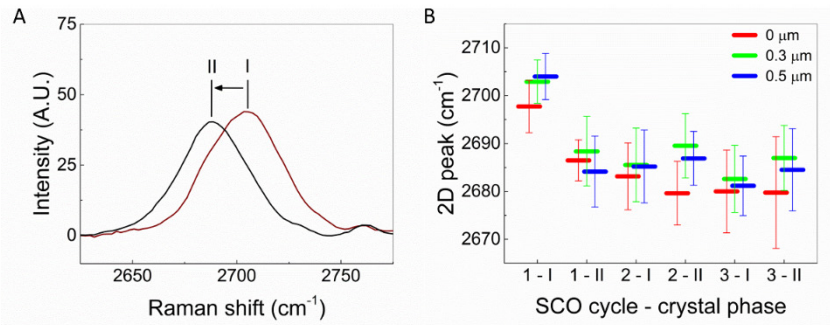 A
75
50
25
0
Intensity (A.U.)
II
I
2650
2700
2750
Raman shift (cm⁻¹)
B
2710
2700
2690
2680
2670
2D peak (cm⁻¹)
0 μm
0.3 μm
0.5 μm
1 - I
1 - II
2 - I
2 - II
3 - I
3 - II
SCO cycle - crystal phase